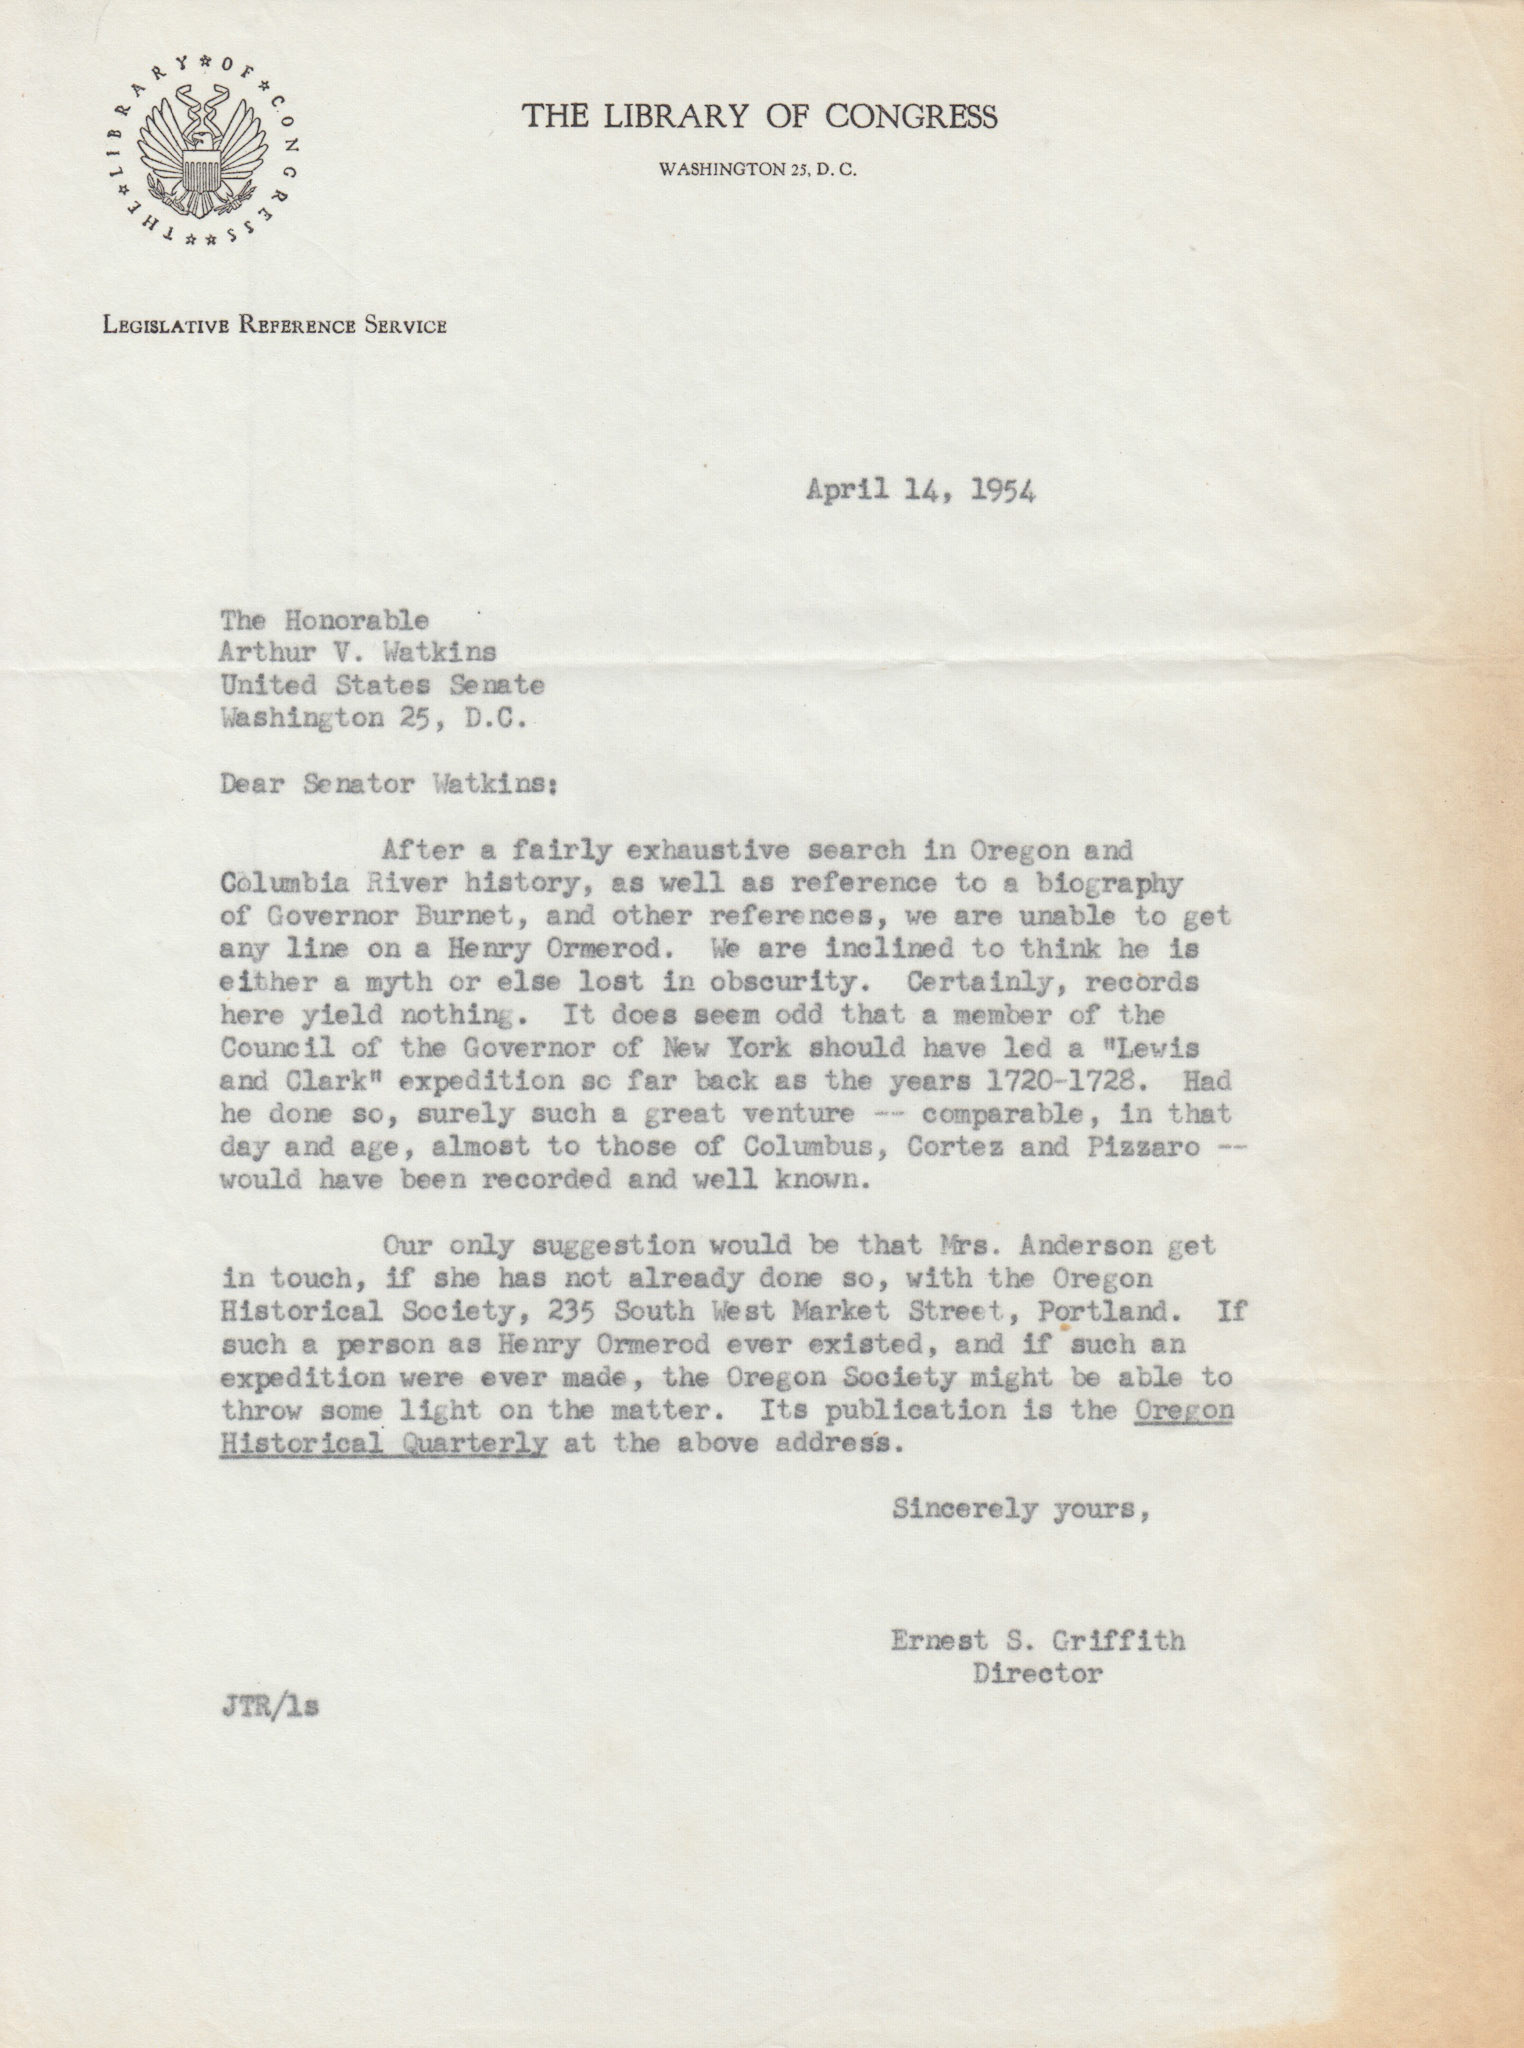 THE LIBRARY OF CONGRESS
THE LIBRARY OF CONGRESS
WASHINGTON 25, D. C.
LEGISLATIVE REFERENCE SERVICE
April 14, 1954
The Honorable
Arthur V. Watkins
United States Senate
Washington 25, D.C.
Dear Senator Watkins:
After a fairly exhaustive search in Oregon and
Columbia River history, as well as reference to a biography
of Governor Burnet, and other references, we are unable to get
any line on a Henry Ormerod. We are inclined to think he is
either a myth or else lost in obscurity. Certainly, records
here yield nothing. It does seem odd that a member of the
Council of the Governor of New York should have led a "Lewis
and Clark" expedition so far back as the years 1720-1728. Had
he done so, surely such a great venture -- comparable, in that
day and age, almost to those of Columbus, Cortez and Pizzaro --
would have been recorded and well known.
Our only suggestion would be that Mrs. Anderson get
in touch, if she has not already done so, with the Oregon
Historical Society, 235 South West Market Street, Portland. If
such a person as Henry Ormerod ever existed, and if such an
expedition were ever made, the Oregon Society might be able to
throw some light on the matter. Its publication is the Oregon
Historical Quarterly at the above address.
Sincerely yours,
Ernest S. Griffith
Director
JTR/ls